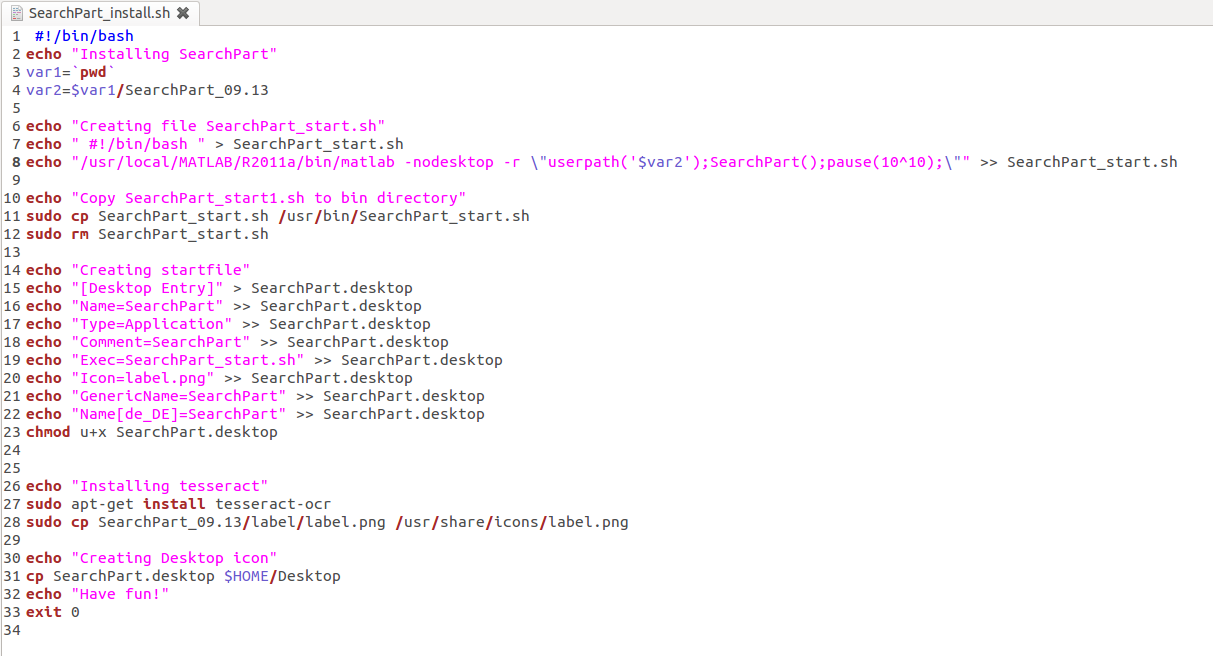 SearchPart_install.sh ✖
1  #!/bin/bash
2 echo "Installing SearchPart"
3 var1=`pwd`
4 var2=$var1/SearchPart_09.13
5
6 echo "Creating file SearchPart_start.sh"
7 echo " #!/bin/bash " > SearchPart_start.sh
8 echo "/usr/local/MATLAB/R2011a/bin/matlab -nodesktop -r \"userpath('$var2');SearchPart();pause(10^10);\"" >> SearchPart_start.sh
9
10 echo "Copy SearchPart_start1.sh to bin directory"
11 sudo cp SearchPart_start.sh /usr/bin/SearchPart_start.sh
12 sudo rm SearchPart_start.sh
13
14 echo "Creating startfile"
15 echo "[Desktop Entry]" > SearchPart.desktop
16 echo "Name=SearchPart" >> SearchPart.desktop
17 echo "Type=Application" >> SearchPart.desktop
18 echo "Comment=SearchPart" >> SearchPart.desktop
19 echo "Exec=SearchPart_start.sh" >> SearchPart.desktop
20 echo "Icon=label.png" >> SearchPart.desktop
21 echo "GenericName=SearchPart" >> SearchPart.desktop
22 echo "Name[de_DE]=SearchPart" >> SearchPart.desktop
23 chmod u+x SearchPart.desktop
24
25
26 echo "Installing tesseract"
27 sudo apt-get install tesseract-ocr
28 sudo cp SearchPart_09.13/label/label.png /usr/share/icons/label.png
29
30 echo "Creating Desktop icon"
31 cp SearchPart.desktop $HOME/Desktop
32 echo "Have fun!"
33 exit 0
34